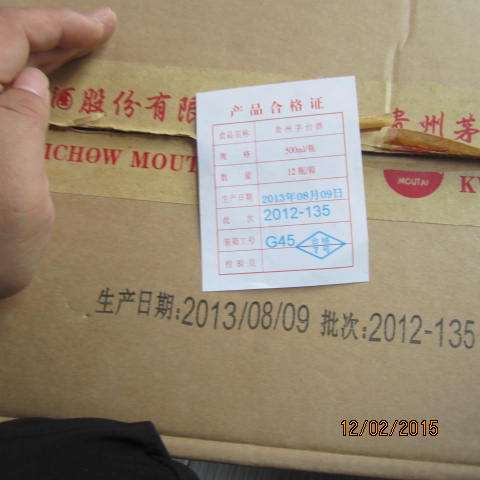 酒股份有限
贵州茅
ICHOW MOUT
MOUTAI
KW
产品合格证
食品名称 贵州茅台酒
规格 500ml/瓶
数量 12瓶/箱
生产日期 2013年08月09日
批次 2012-135
装箱工号 G45
检验员
生产日期:2013/08/09 批次:2012-135
12/02/2015